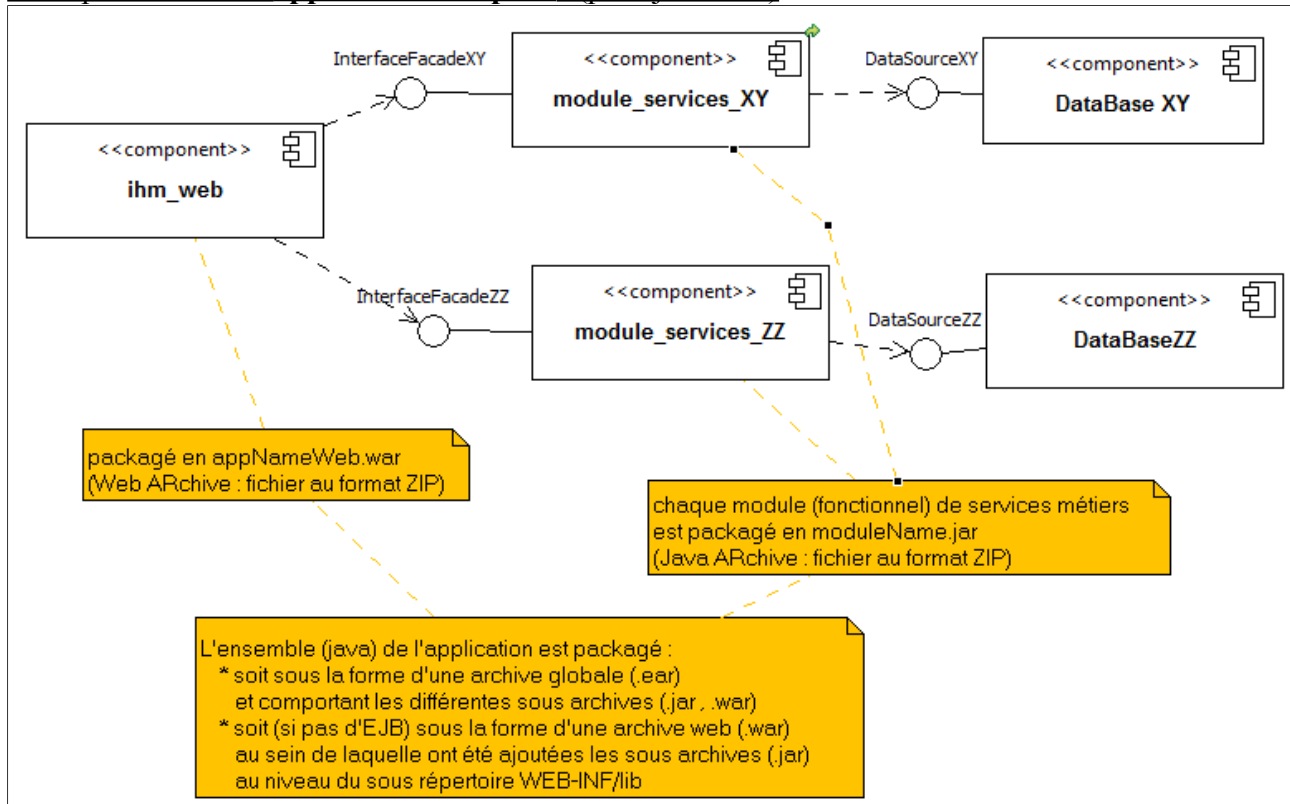 InterfaceFacadeXY
<<component>>
module_services_XY
DataSourceXY
<<component>>
DataBase XY
<<component>>
ihm_web
InterfaceFacadeZZ
<<component>>
module_services_ZZ
DataSourceZZ
<<component>>
DataBaseZZ
packagé en appNameWeb.war
(Web ARchive : fichier au format ZIP)
chaque module (fonctionnel) de services métiers
est packagé en moduleName.jar
(Java ARchive : fichier au format ZIP)
L'ensemble (java) de l'application est packagé :
* soit sous la forme d'une archive globale (.ear)
et comportant les différentes sous archives (.jar , .war)
* soit (si pas d'EJB) sous la forme d'une archive web (.war)
au sein de laquelle ont été ajoutées les sous archives (.jar)
au niveau du sous répertoire WEB-INF/lib